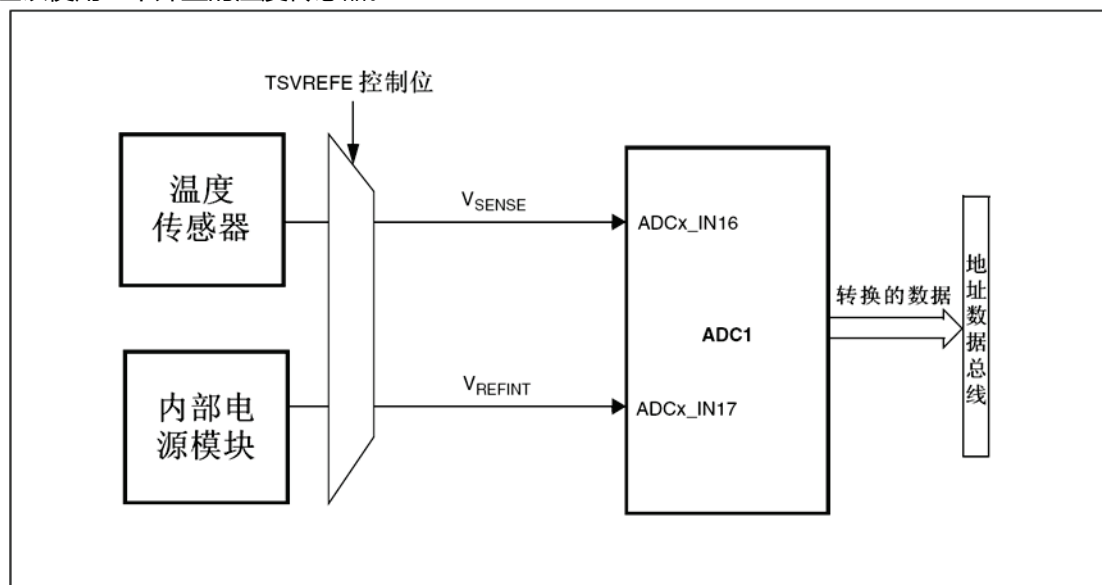 TSVREFE 控制位
温度
传感器
VSENSE
ADCx_IN16
转换的数据
地址数据总线
ADC1
内部电
源模块
VREFINT
ADCx_IN17